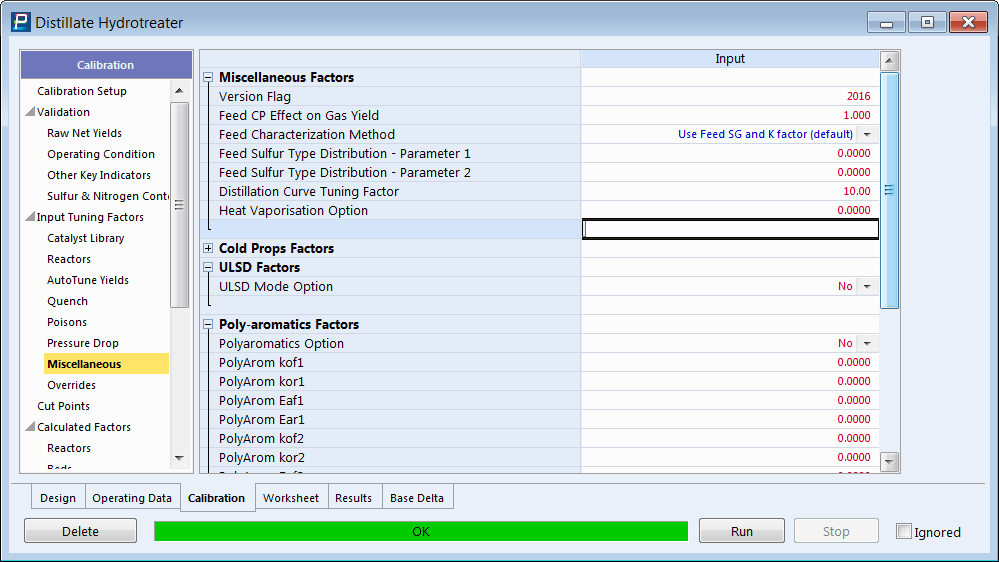 Distillate Hydrotreater
Calibration
Calibration Setup
Validation
Raw Net Yields
Operating Condition
Other Key Indicators
Sulfur & Nitrogen Cont
Input Tuning Factors
Catalyst Library
Reactors
AutoTune Yields
Quench
Poisons
Pressure Drop
Miscellaneous
Overrides
Cut Points
Calculated Factors
Reactors
Beds
Input
Miscellaneous Factors
Version Flag 2016
Feed CP Effect on Gas Yield 1.000
Feed Characterization Method Use Feed SG and K factor (default)
Feed Sulfur Type Distribution - Parameter 1 0.0000
Feed Sulfur Type Distribution - Parameter 2 0.0000
Distillation Curve Tuning Factor 10.00
Heat Vaporisation Option 0.0000
Cold Props Factors
ULSD Factors
ULSD Mode Option No
Poly-aromatics Factors
Polyaromatics Option No
PolyArom kof1 0.0000
PolyArom kor1 0.0000
PolyArom Eaf1 0.0000
PolyArom Ear1 0.0000
PolyArom kof2 0.0000
PolyArom kor2 0.0000
Design Operating Data Calibration Worksheet Results Base Delta
Delete OK Run Stop Ignored